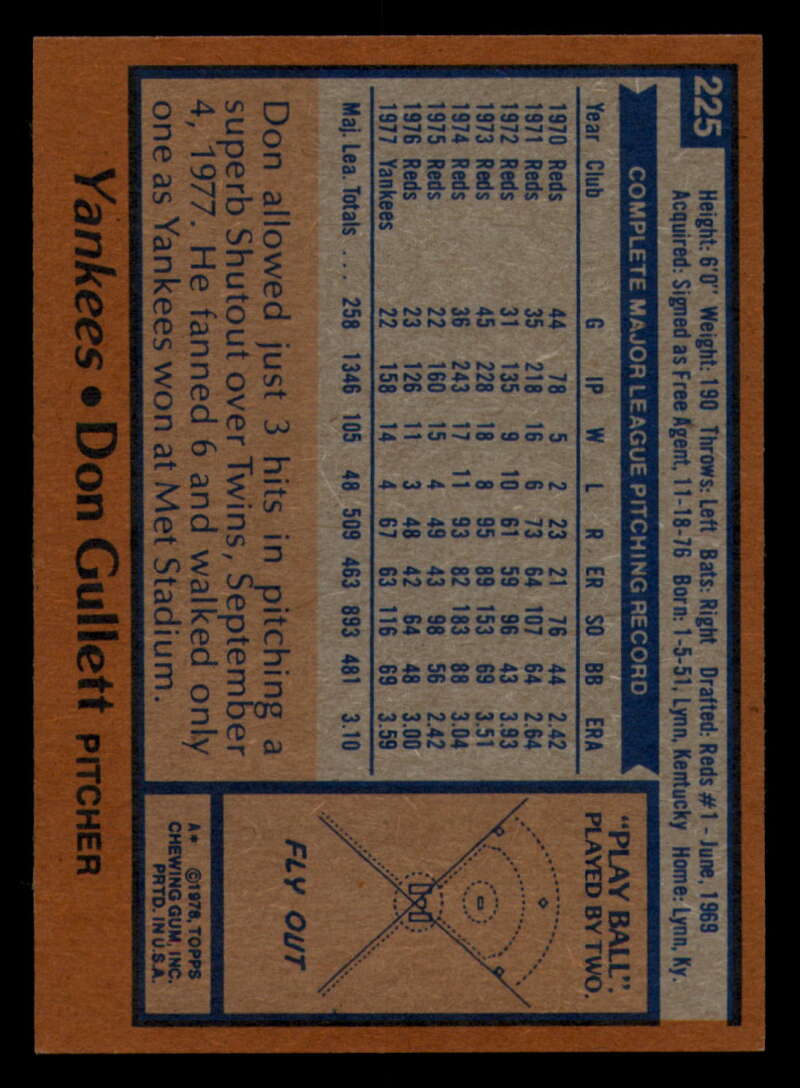 225
Height: 6'0" Weight: 190 Throws: Left Bats: Right Drafted: Reds #1 - June, 1969
Acquired: Signed as Free Agent, 11-18-76 Born: 1-5-51, Lynn, Kentucky Home: Lynn, Ky.
COMPLETE MAJOR LEAGUE PITCHING RECORD
Year Club G IP W L R ER SO BB ERA
1970 Reds 44 78 5 2 23 21 76 44 2.42
1971 Reds 35 218 16 6 73 64 107 64 2.64
1972 Reds 31 135 9 10 61 59 96 43 3.93
1973 Reds 45 228 18 8 95 89 153 69 3.51
1974 Reds 36 243 17 11 93 82 183 88 3.04
1975 Reds 22 160 15 4 49 43 98 56 2.42
1976 Reds 23 126 11 3 48 42 64 48 3.00
1977 Yankees 22 158 14 4 67 63 116 69 3.59
Maj. Lea. Totals ... 258 1346 105 48 509 463 893 481 3.10
Don allowed just 3 hits in pitching a
superb Shutout over Twins, September
4, 1977. He fanned 6 and walked only
one as Yankees won at Met Stadium.
"PLAY BALL".
PLAYED BY TWO.
FLY OUT
A* ©1978, TOPPS
CHEWING GUM, INC.
PRTD. IN U.S.A.
Yankees • Don Gullett PITCHER